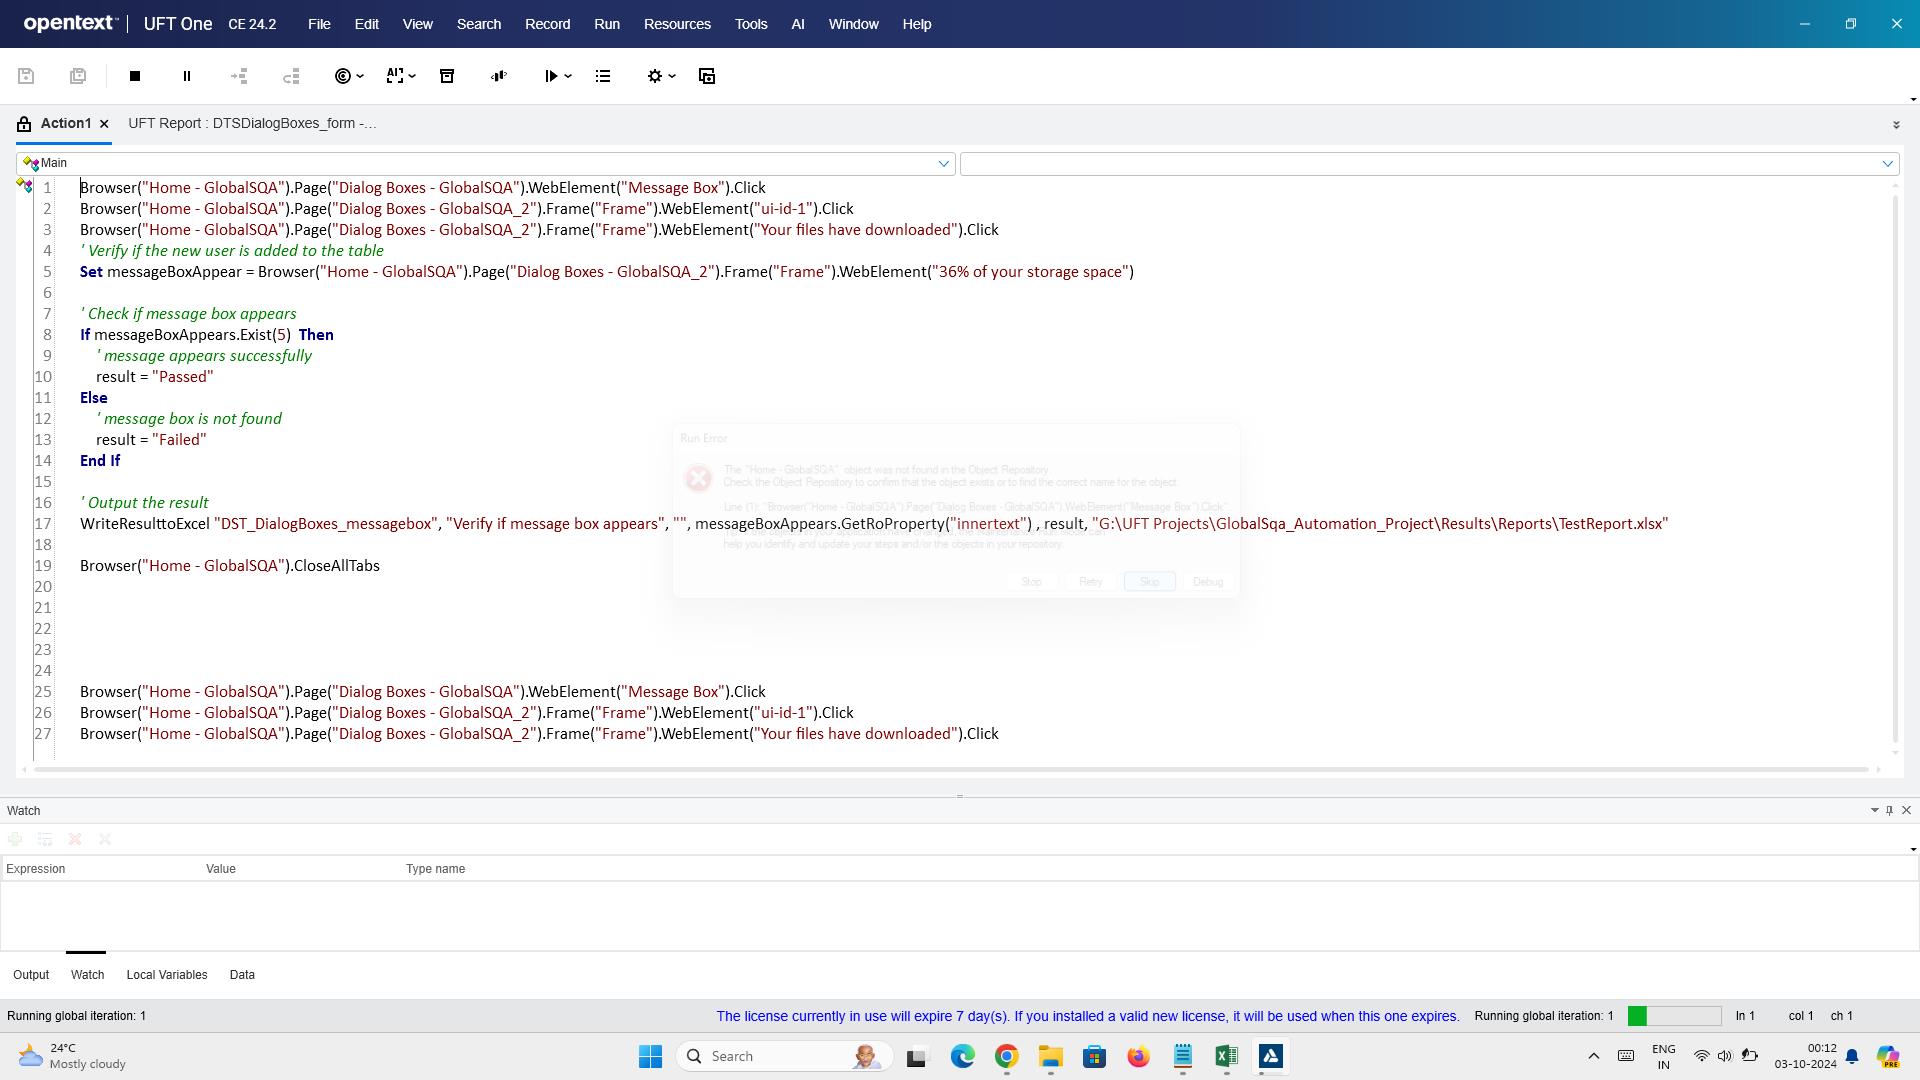 opentext™ | UFT One CE 24.2 File Edit View Search Record Run Resources Tools AI Window Help
Action1 UFT Report : DTSDialogBoxes_form -...
Main
1 Browser("Home - GlobalSQA").Page("Dialog Boxes - GlobalSQA").WebElement("Message Box").Click
2 Browser("Home - GlobalSQA").Page("Dialog Boxes - GlobalSQA_2").Frame("Frame").WebElement("ui-id-1").Click
3 Browser("Home - GlobalSQA").Page("Dialog Boxes - GlobalSQA_2").Frame("Frame").WebElement("Your files have downloaded").Click
4 ' Verify if the new user is added to the table
5 Set messageBoxAppear = Browser("Home - GlobalSQA").Page("Dialog Boxes - GlobalSQA_2").Frame("Frame").WebElement("36% of your storage space")
6
7 ' Check if message box appears
8 If messageBoxAppears.Exist(5) Then
9 ' message appears successfully
10 result = "Passed"
11 Else
12 ' message box is not found
13 result = "Failed"
14 End If
15
16 ' Output the result
17 WriteResulttoExcel "DST_DialogBoxes_messagebox", "Verify if message box appears", "", messageBoxAppears.GetRoProperty("innertext") , result, "G:\UFT Projects\GlobalSqa_Automation_Project\Results\Reports\TestReport.xlsx"
18
19 Browser("Home - GlobalSQA").CloseAllTabs
20
21
22
23
24
25 Browser("Home - GlobalSQA").Page("Dialog Boxes - GlobalSQA").WebElement("Message Box").Click
26 Browser("Home - GlobalSQA").Page("Dialog Boxes - GlobalSQA_2").Frame("Frame").WebElement("ui-id-1").Click
27 Browser("Home - GlobalSQA").Page("Dialog Boxes - GlobalSQA_2").Frame("Frame").WebElement("Your files have downloaded").Click
Run Error
The "Home - GlobalSQA" object was not found in the Object Repository.
Check the Object Repository to confirm that the object exists or to find the correct name for the object.
Line (1): "Browser("Home - GlobalSQA").Page("Dialog Boxes - GlobalSQA").WebElement("Message Box").Click".
help you identify and update your steps and/or the objects in your repository.
Stop Retry Skip Debug
Watch
Expression Value Type name
Output Watch Local Variables Data
Running global iteration: 1 The license currently in use will expire 7 day(s). If you installed a valid new license, it will be used when this one expires. Running global iteration: 1 ln 1 col 1 ch 1
24°C
Mostly cloudy
Search
ENG
IN
00:12
03-10-2024
PRE